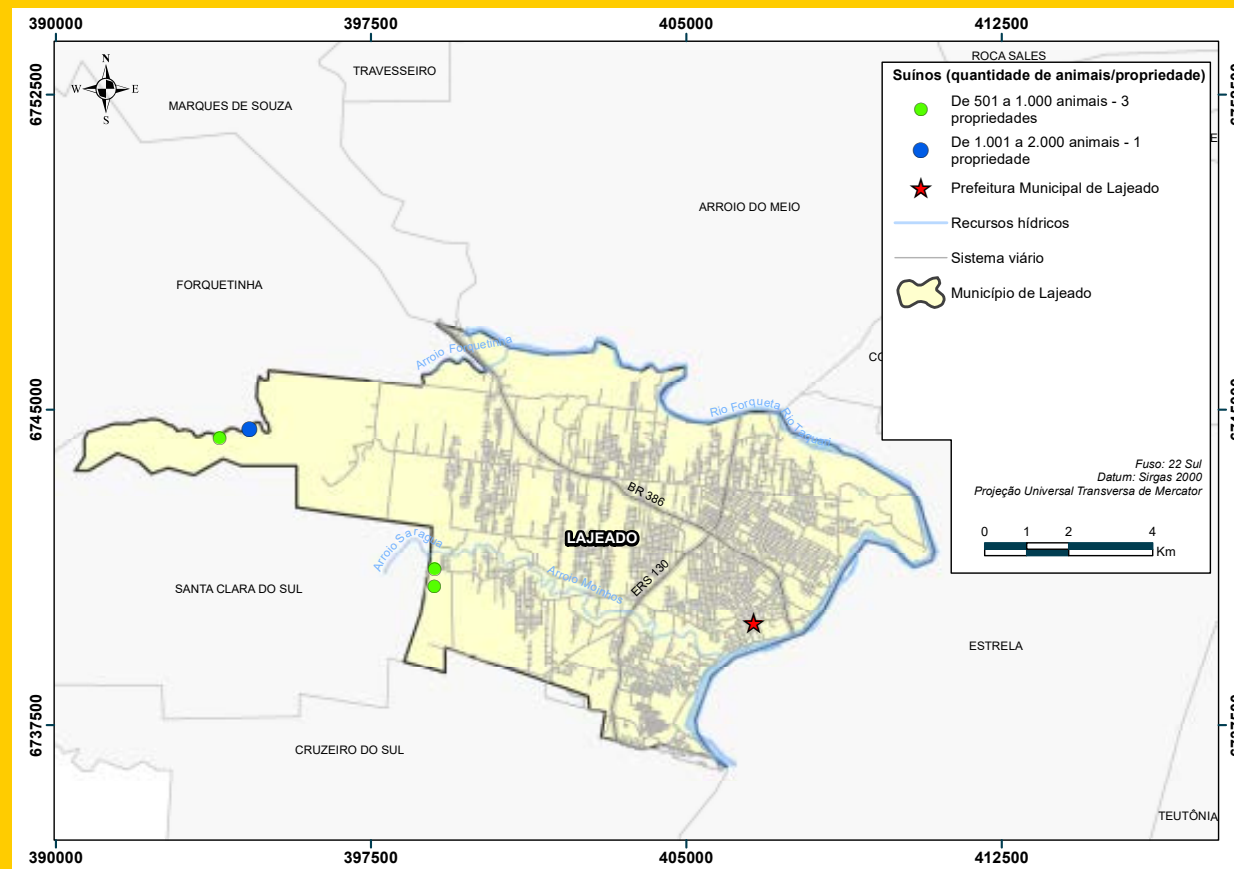 390000
397500
405000
412500
N
W
E
S
6752500
TRAVESSEIRO
MARQUES DE SOUZA
ROCA SALES
Suínos (quantidade de animais/propriedade)
De 501 a 1.000 animais - 3
propriedades
De 1.001 a 2.000 animais - 1
propriedade
Prefeitura Municipal de Lajeado
Recursos hídricos
Sistema viário
Município de Lajeado
ARROIO DO MEIO
FORQUETINHA
Arroio Forquetinha
6745000
Rio Forqueta
BR 386
Fuso: 22 Sul
Datum: Sirgas 2000
Projeção Universal Transversa de Mercator
0 1 2 4
Km
LAJEADO
Arroio Saraquá
Arroio Moinhos
ERS 130
SANTA CLARA DO SUL
ESTRELA
6737500
CRUZEIRO DO SUL
TEUTÔNIA
390000
397500
405000
412500